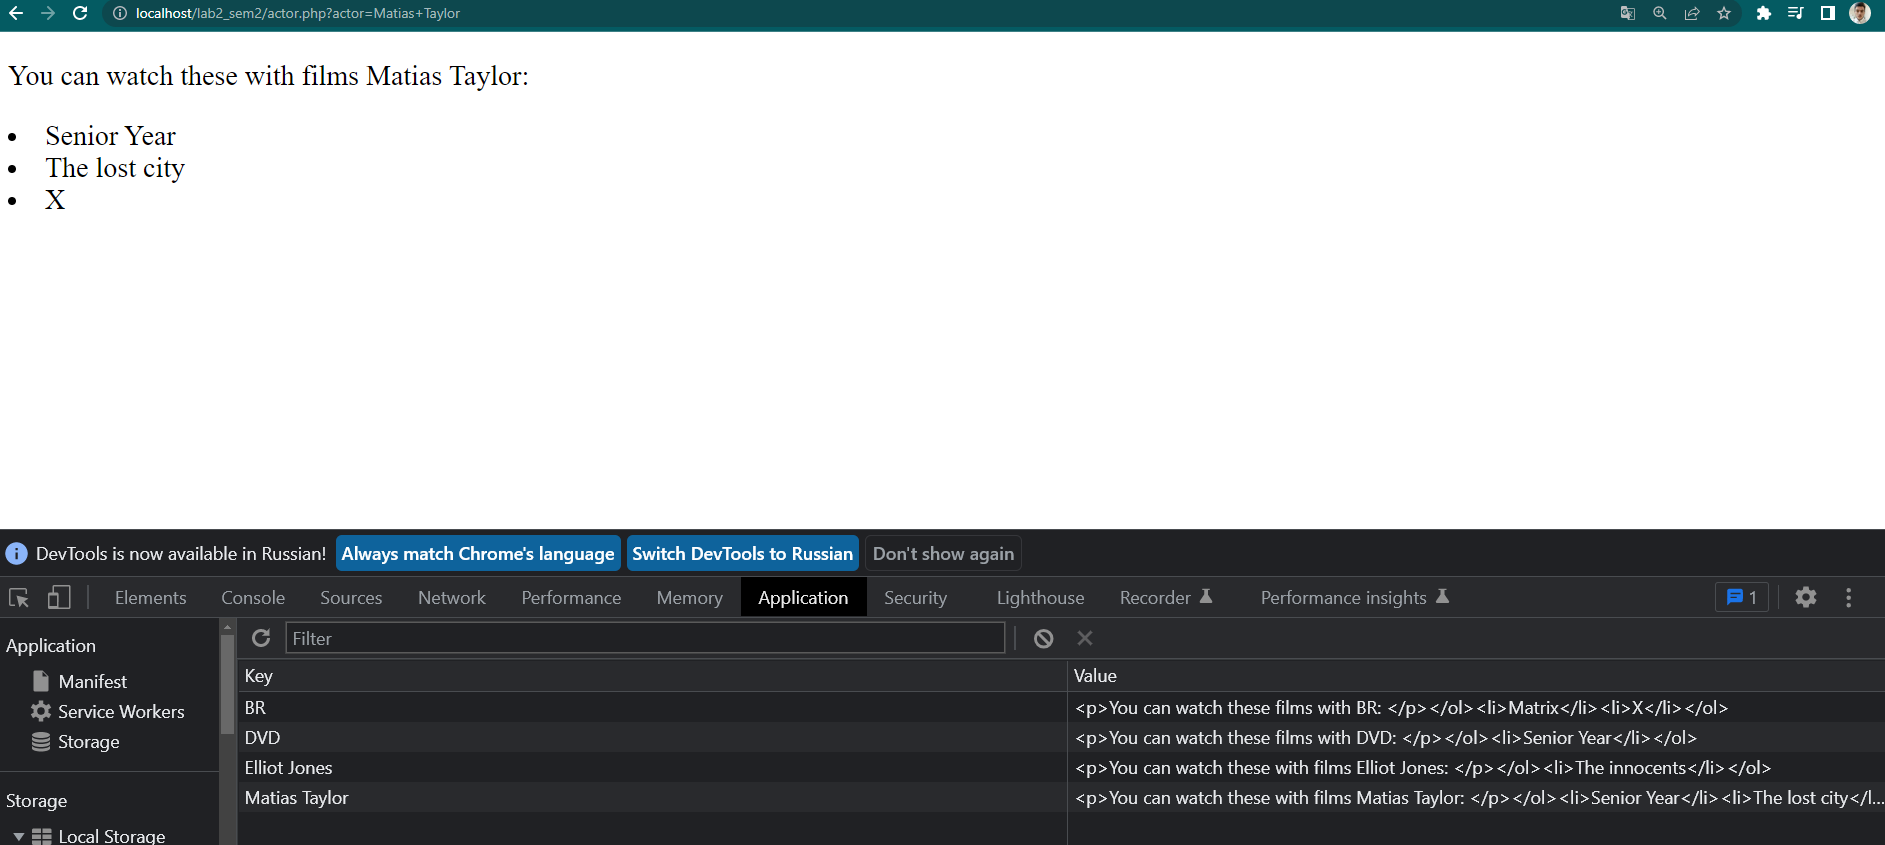 localhost/lab2_sem2/actor.php?actor=Matias+Taylor
You can watch these with films Matias Taylor:
Senior Year
The lost city
X
DevTools is now available in Russian! Always match Chrome's language Switch DevTools to Russian Don't show again
Elements Console Sources Network Performance Memory Application Security Lighthouse Recorder Performance insights 1
Application
Manifest
Service Workers
Storage
Storage
Local Storage
Filter
Key Value
BR <p>You can watch these films with BR: </p></ol><li>Matrix</li><li>X</li></ol>
DVD <p>You can watch these films with DVD: </p></ol><li>Senior Year</li></ol>
Elliot Jones <p>You can watch these with films Elliot Jones: </p></ol><li>The innocents</li></ol>
Matias Taylor <p>You can watch these with films Matias Taylor: </p></ol><li>Senior Year</li><li>The lost city</l...